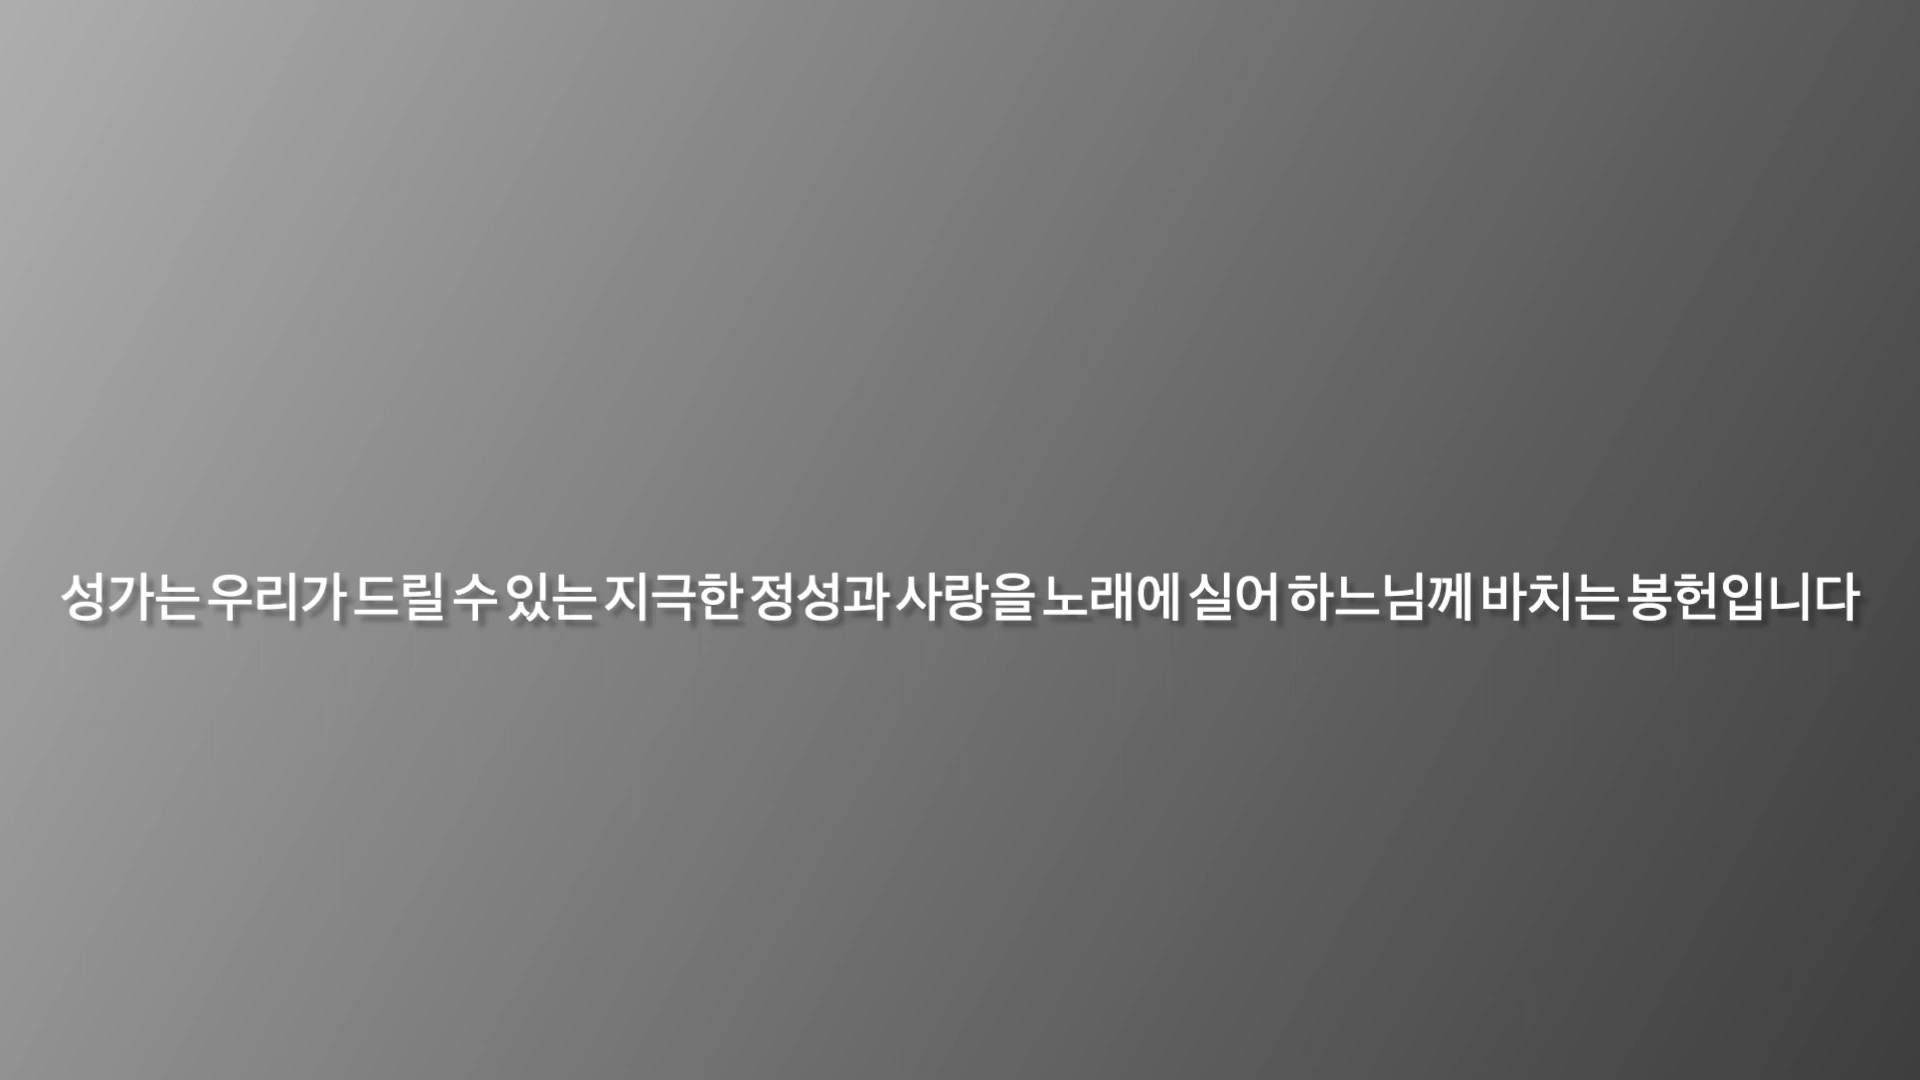 성가는 우리가 드릴 수 있는 지극한 정성과 사랑을 노래에 실어 하느님께 바치는 봉헌입니다